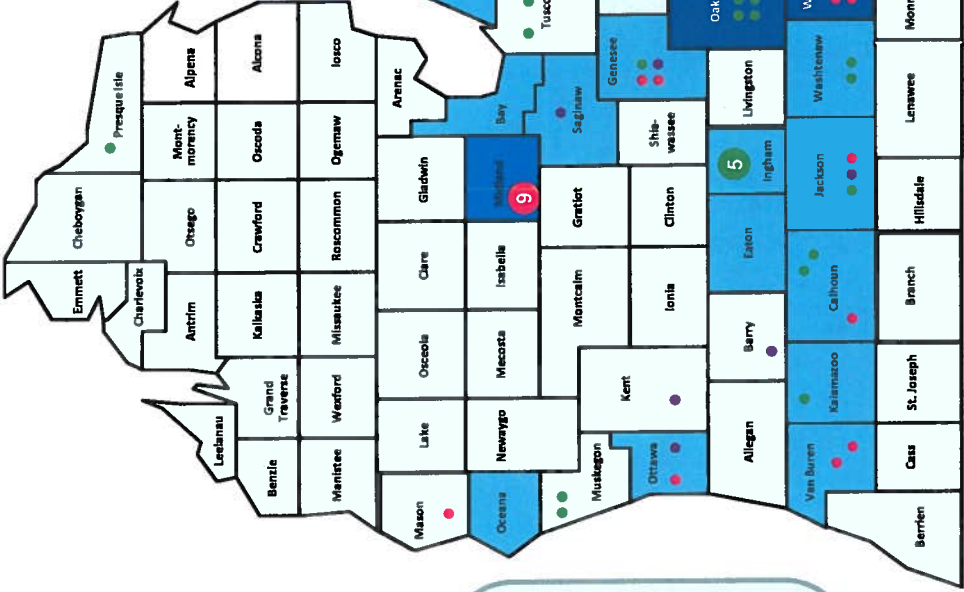 Presque Isle
Cheboygan
Emmett
Charlevoix
Alpena
Mont-
morency
Otsego
Antrim
Alcona
Oscoda
Crawford
Kalkaska
Grand
Traverse
Leelanau
Benzie
Iosco
Ogemaw
Roscommon
Missaukee
Wexford
Manistee
Arenac
Gladwin
Clare
Osceola
Lake
Mason
Bay
Midland
9
Isabella
Mecosta
Newaygo
Oceana
Tusco
Saginaw
Gratiot
Montcalm
Muskegon
Genesee
Shia-
wassee
Clinton
Ionia
Kent
Ottawa
Oak
Livingston
5
Ingham
Eaton
Barry
Allegan
W
Washtenaw
Jackson
Calhoun
Kalamazoo
Van Buren
Monr
Lenawee
Hillsdale
Branch
St. Joseph
Cass
Berrien